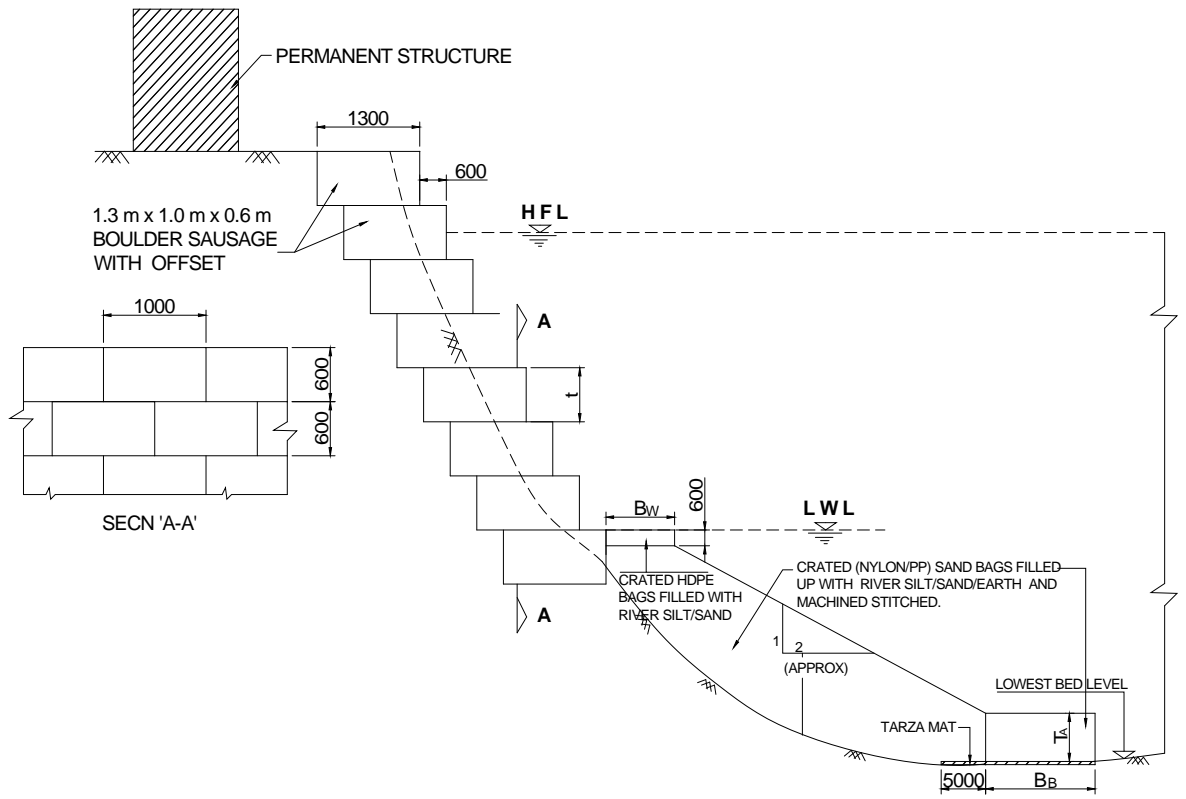 PERMANENT STRUCTURE
1300
600
1.3 m x 1.0 m x 0.6 m
BOULDER SAUSAGE
WITH OFFSET
HFL
1000
A
600
600
t
SECN 'A-A'
BW
600
LWL
CRATED HDPE
BAGS FILLED WITH
RIVER SILT/SAND
CRATED (NYLON/PP) SAND BAGS FILLED
UP WITH RIVER SILT/SAND/EARTH AND
MACHINED STITCHED.
A
1
2
(APPROX)
LOWEST BED LEVEL
TARZA MAT
TA
5000
BB